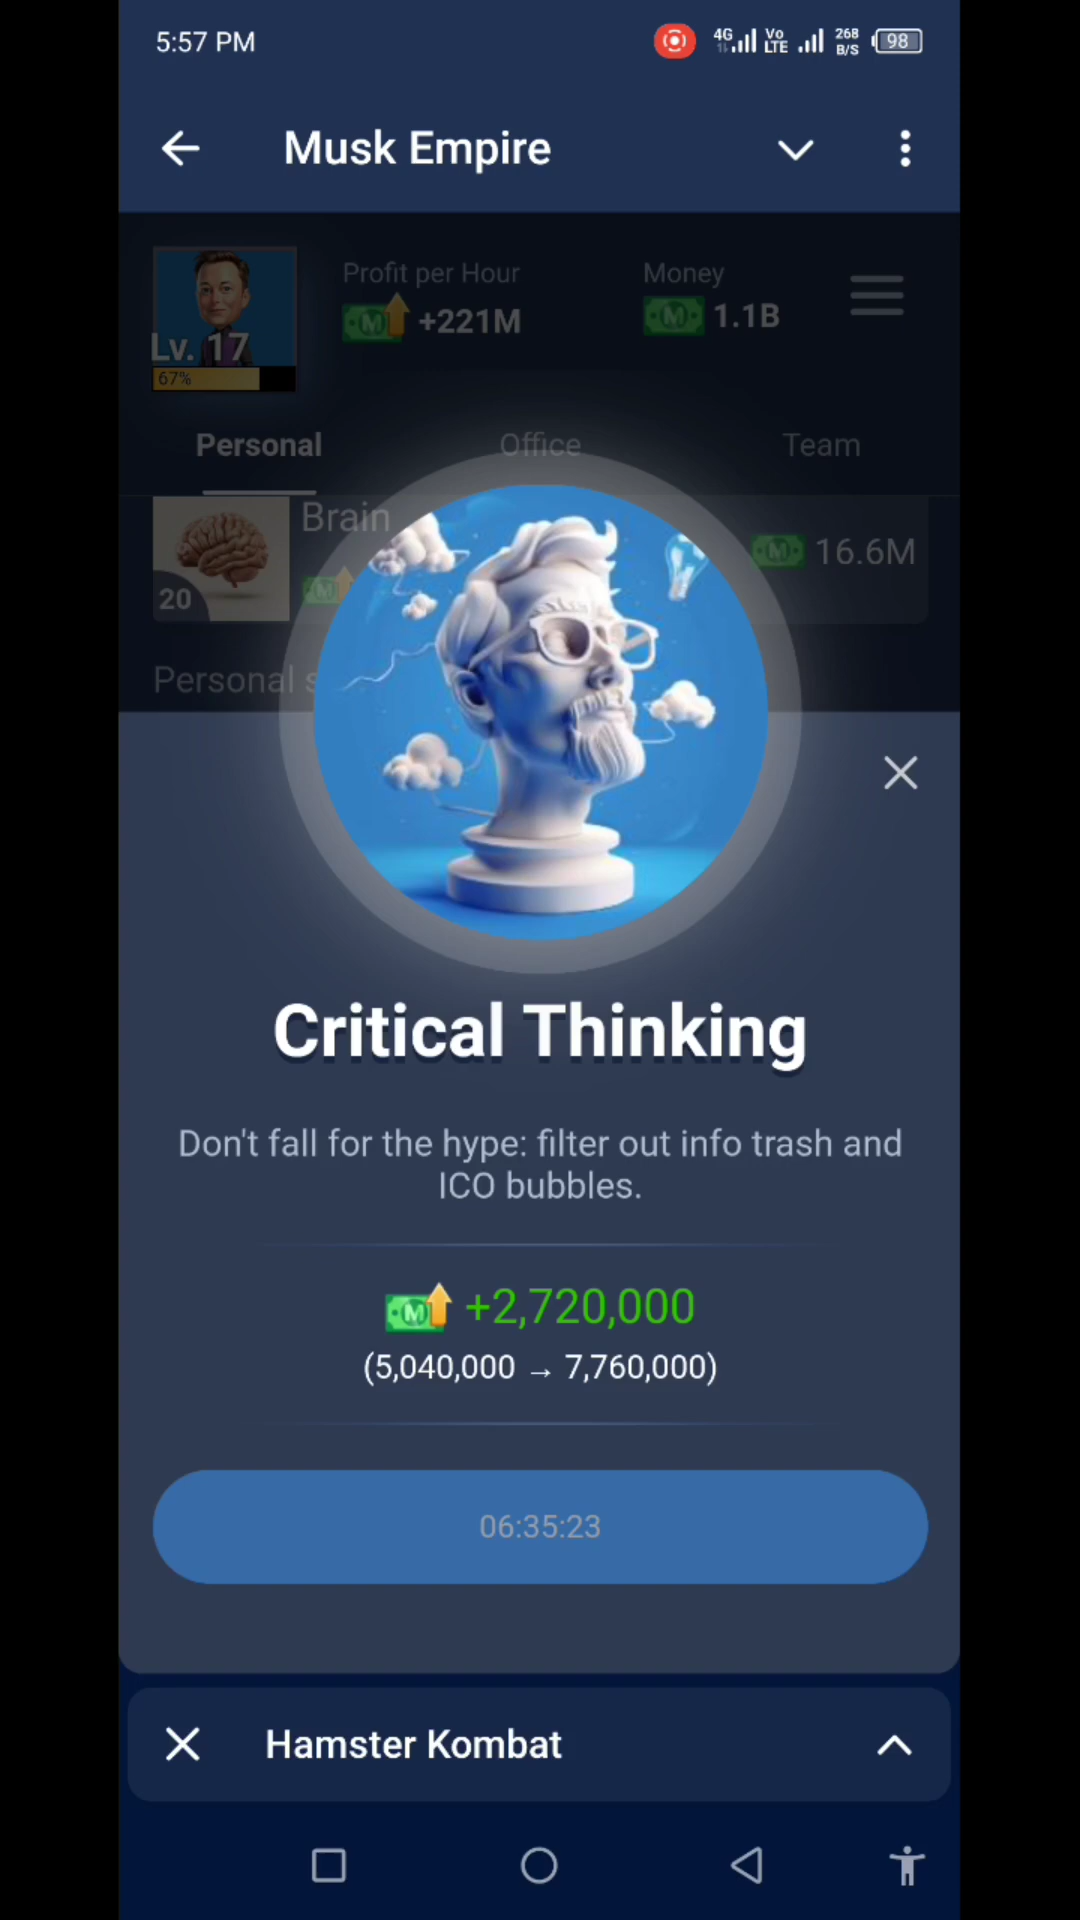 5:57 PM
4G
Vo
LTE
268
B/S
98
Musk Empire
Profit per Hour
Money
+221M
1.1B
Lv. 17
67%
Personal
Office
Team
Brain
16.6M
20
Personal
Critical Thinking
Don't fall for the hype: filter out info trash and
ICO bubbles.
+2,720,000
(5,040,000 → 7,760,000)
06:35:23
Hamster Kombat